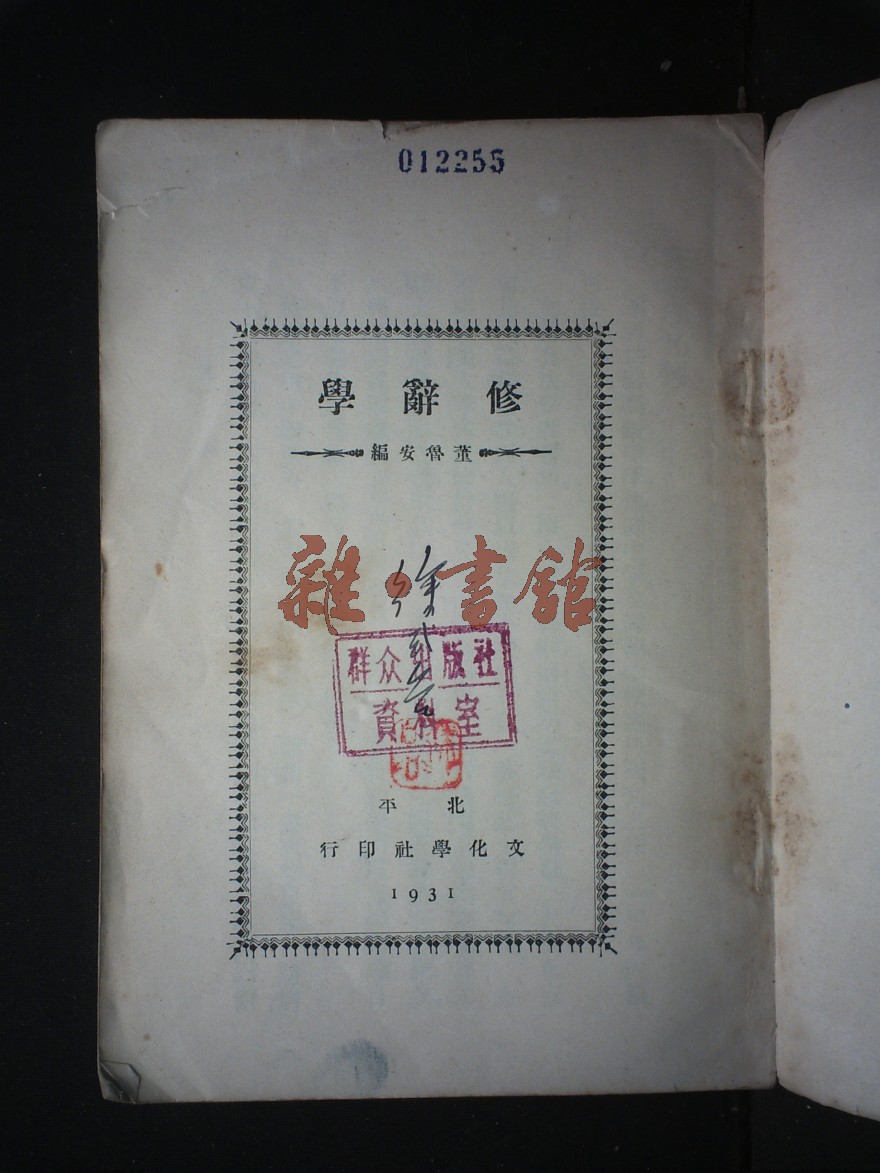 012255
修辭學
董魯安編
雜書館
群众出版社
資料室
北平
文化學社印行
1931